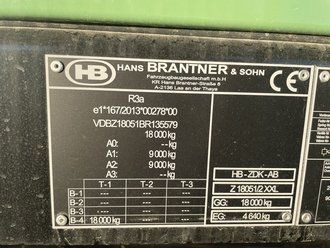 HB HANS BRANTNER & SOHN
Fahrzeugbaugesellschaft m.b.H
KR Hans Brantner-Straße 8
A-2136 Laa an der Thaya
CE
R3a
e1*167/2013*00278*00
VDBZ18051BR135579
18 000 kg
A0: -- kg
A1: 9 000 kg
A2: 9 000 kg
A3: -- kg
HB-ZDK-AB
Z 18051/2 XXL
GG: 18 000 kg
EG: 4 640 kg
T-1 T-2 T-3
B-1
B-2
B-3
B-4 18 000 kg -- kg -- kg